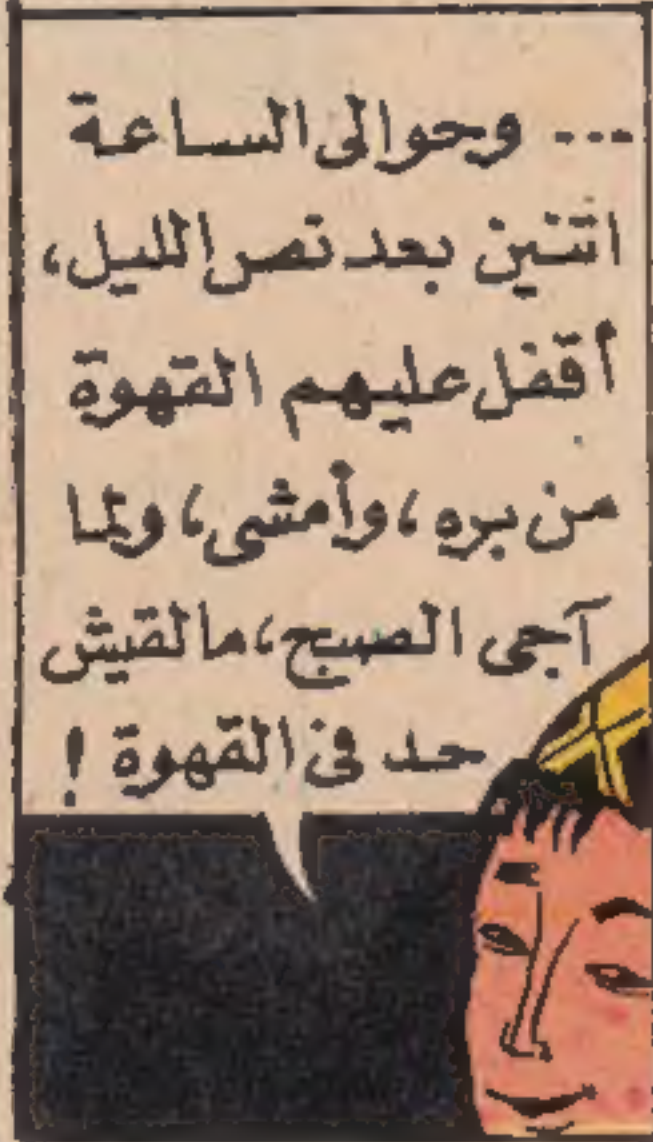 ... وحوالى الساعة
اتنين بعد نص الليل،
أقفل عليهم القهوة
من بره، وأمشى، ولما
آجى الصبح، مالقيش
حد فى القهوة!